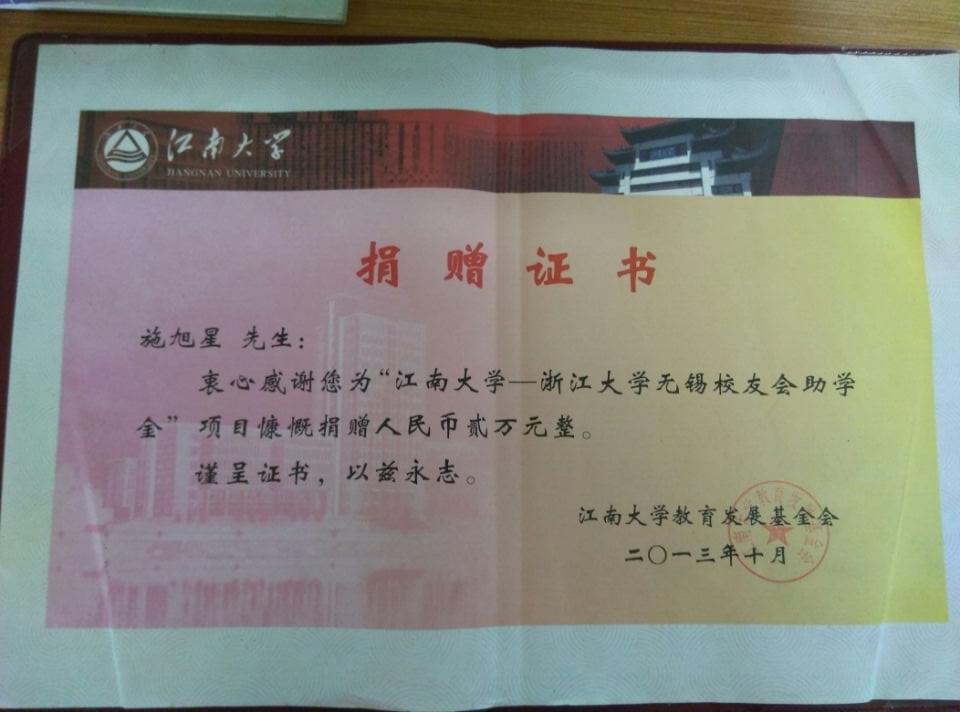 江南大学
JIANGNAN UNIVERSITY
捐赠证书
施旭星 先生：
衷心感谢您为“江南大学—浙江大学无锡校友会助学
金”项目慷慨捐赠人民币贰万元整。
谨呈证书，以兹永志。
江南大学教育发展基金会
二〇一三年十月